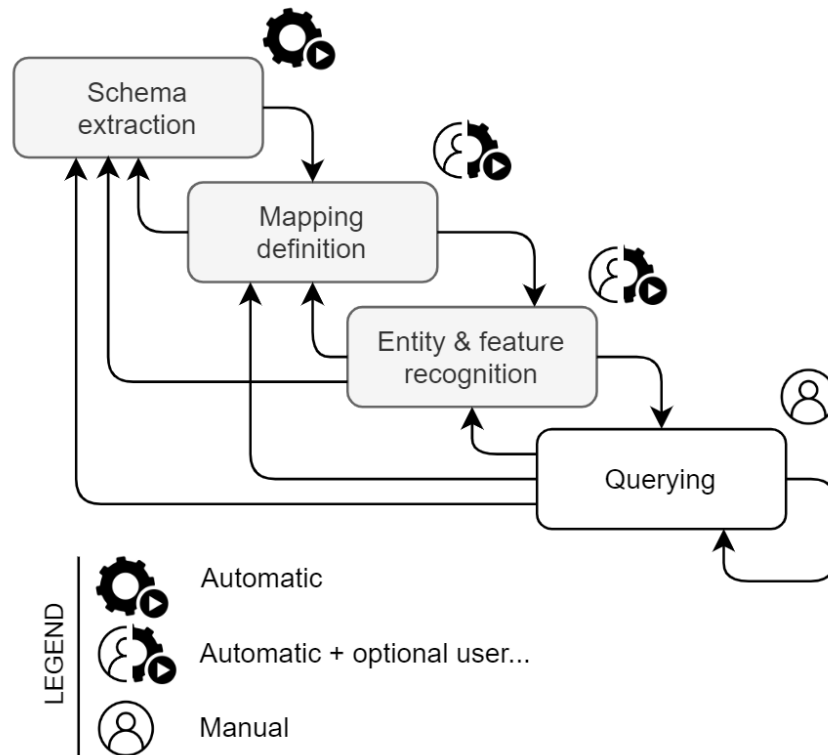 Schema
extraction
Mapping
definition
Entity & feature
recognition
Querying
LEGEND
Automatic
Automatic + optional user...
Manual